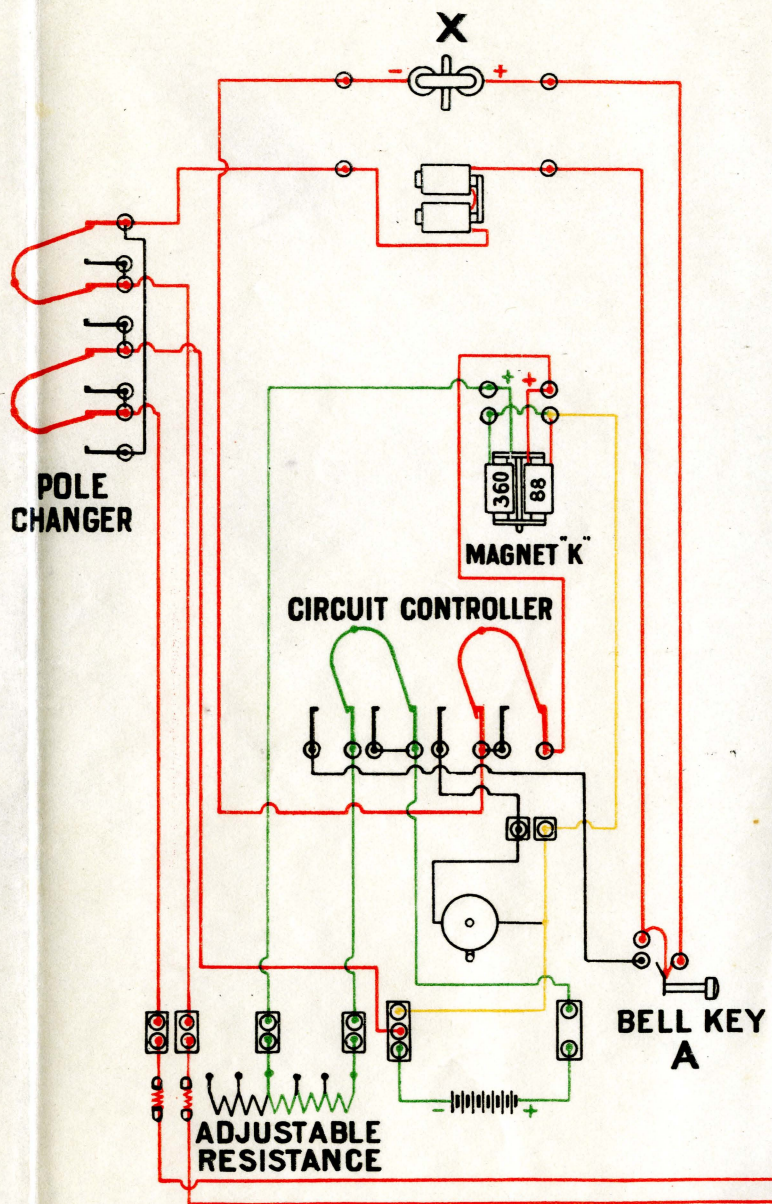 X
- +
POLE
CHANGER
+ +
360 88
MAGNET "K"
CIRCUIT CONTROLLER
BELL KEY
A
- +
ADJUSTABLE
RESISTANCE